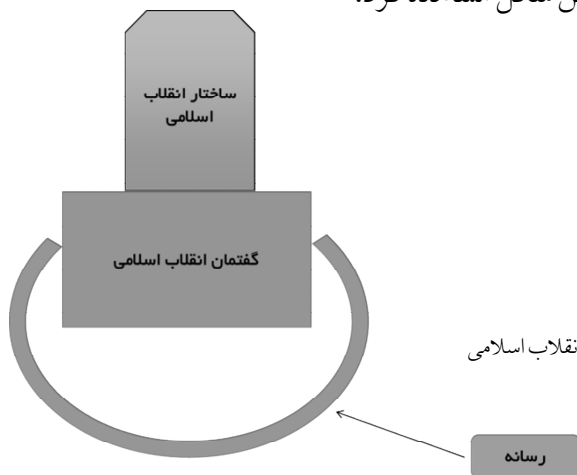 ساختار انقلاب
اسلامی
گفتمان انقلاب اسلامی
نقلاب اسلامی
رسانه